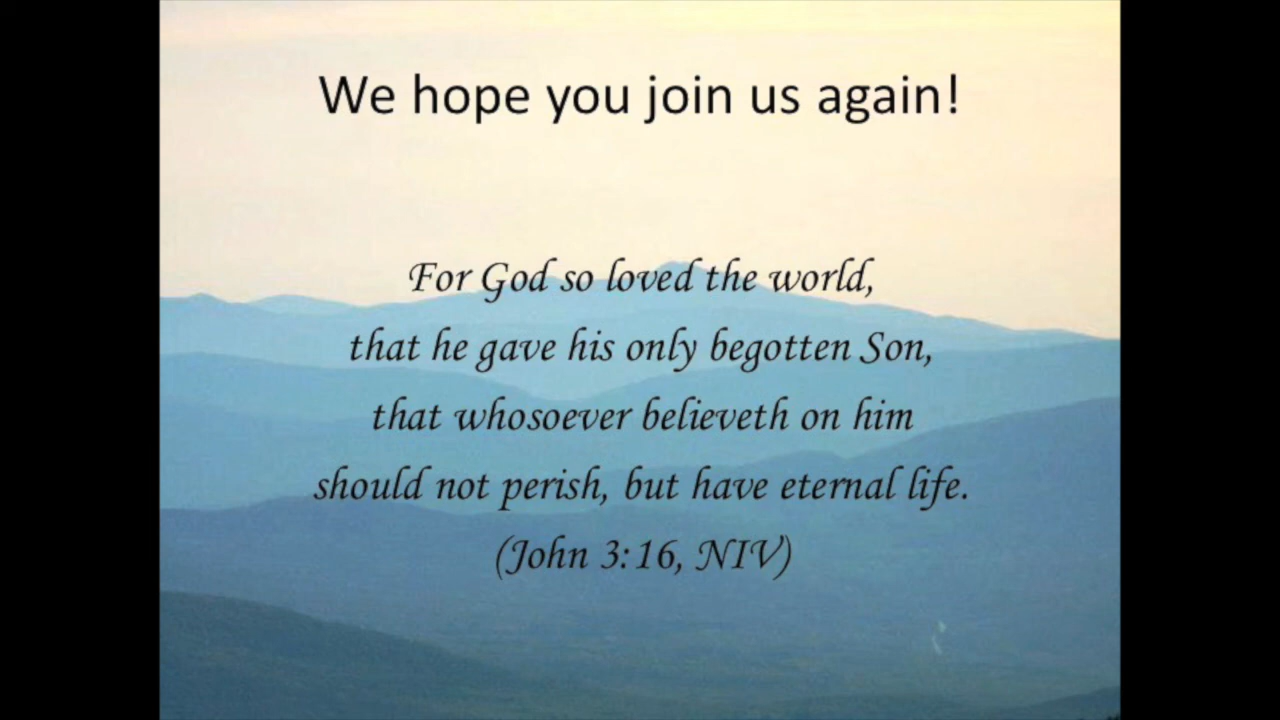 We hope you join us again!
For God so loved the world,
that he gave his only begotten Son,
that whosoever believeth on him
should not perish, but have eternal life.
(John 3:16, NIV)